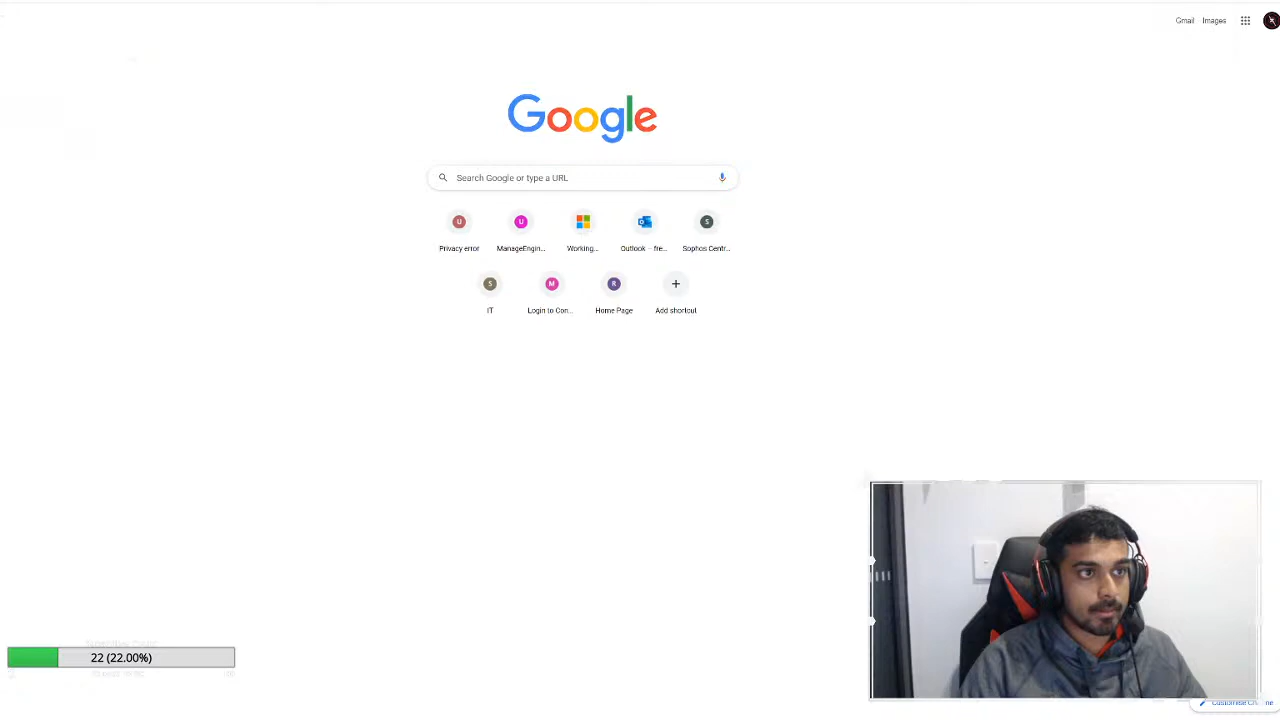 Gmail Images
Google
Search Google or type a URL
U U S
Privacy error ManageEngin... Working... Outlook – fre... Sophos Centr...
S M R
IT Login to Con... Home Page Add shortcut
22 (22.00%)